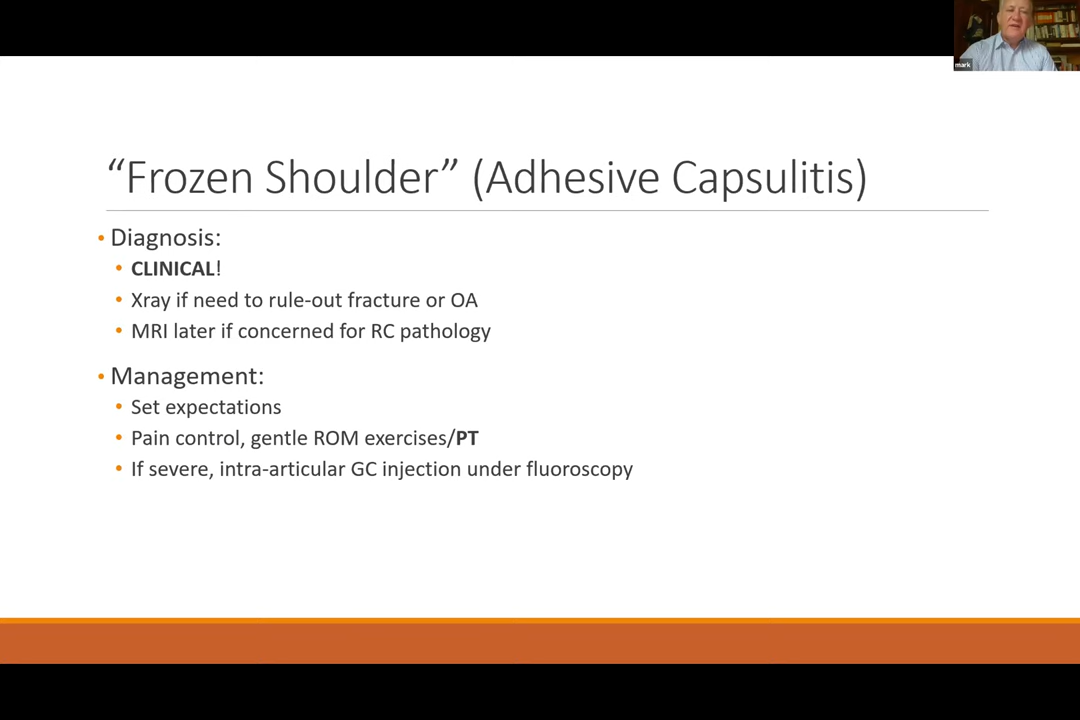 mark
“Frozen Shoulder” (Adhesive Capsulitis)
• Diagnosis:
• CLINICAL!
• Xray if need to rule-out fracture or OA
• MRI later if concerned for RC pathology
• Management:
• Set expectations
• Pain control, gentle ROM exercises/PT
• If severe, intra-articular GC injection under fluoroscopy